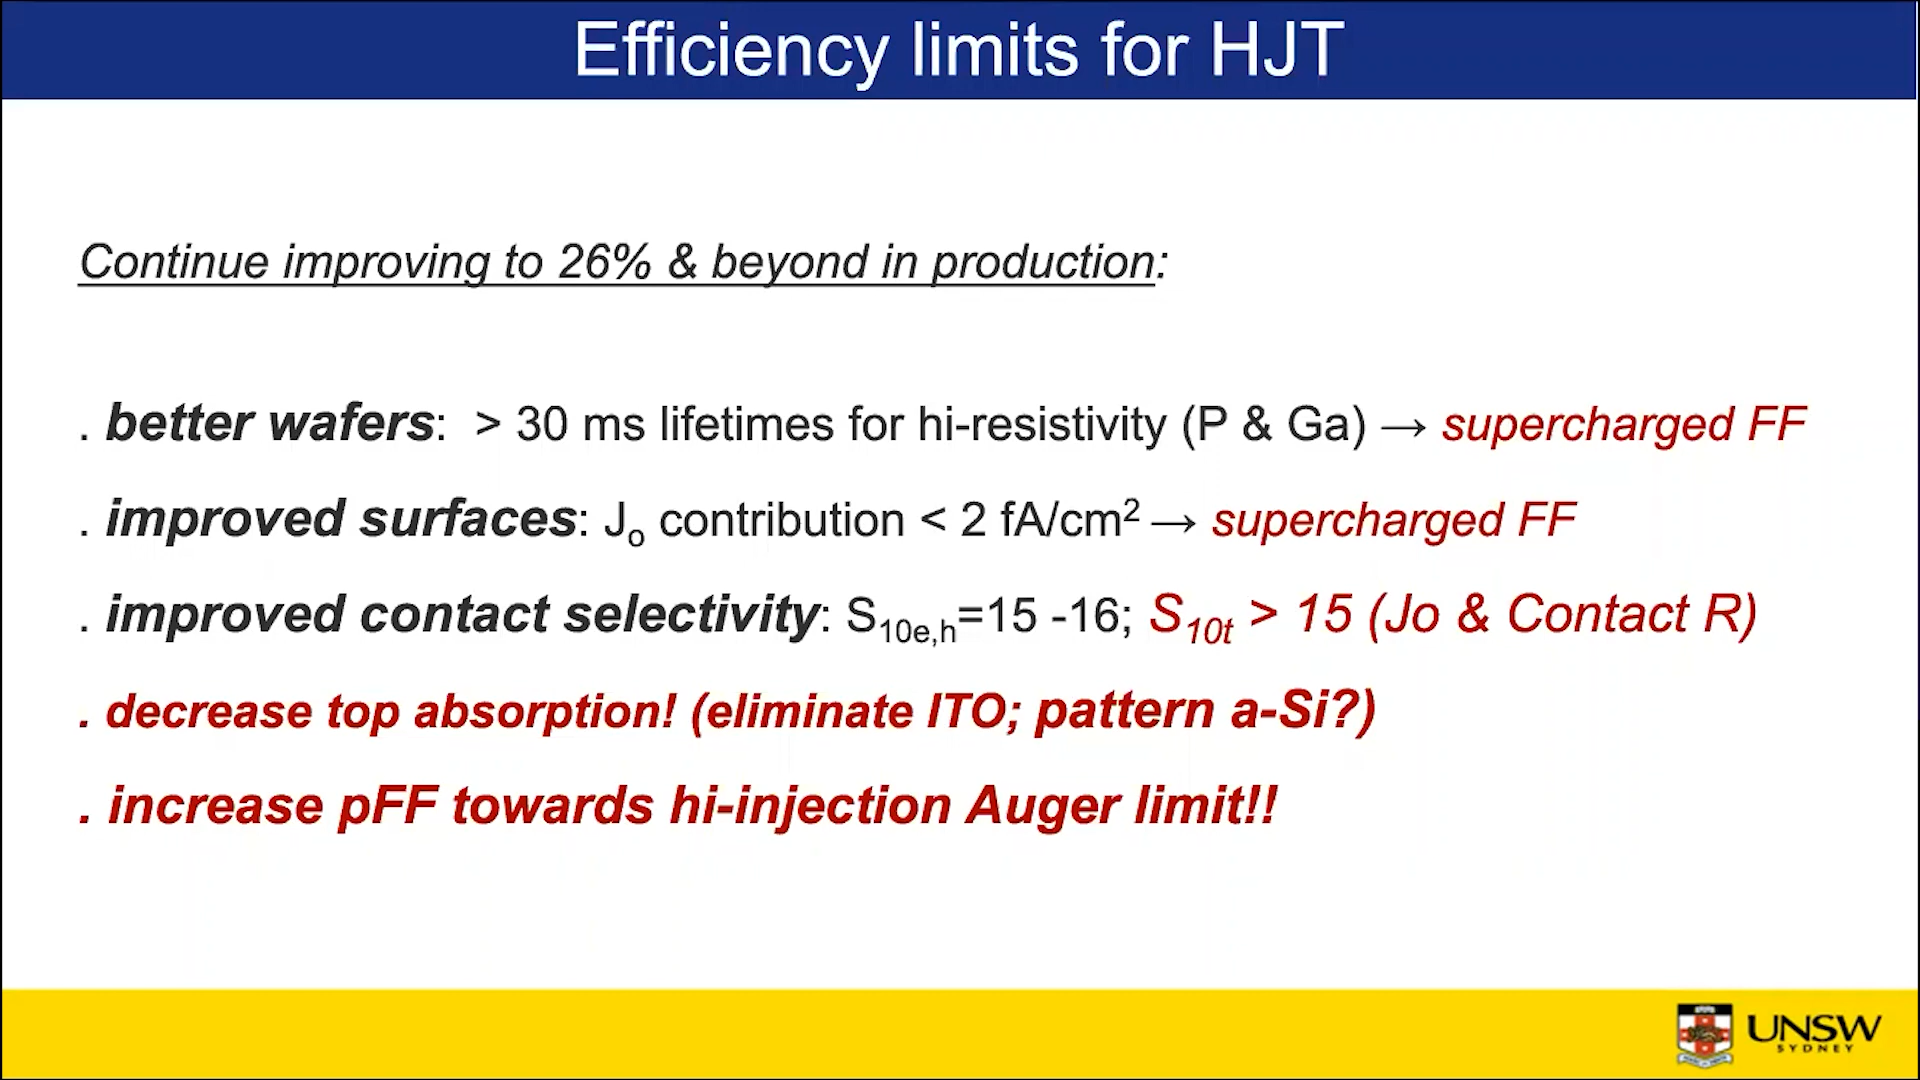 Efficiency limits for HJT
Continue improving to 26% & beyond in production:
. better wafers: > 30 ms lifetimes for hi-resistivity (P & Ga) → supercharged FF
. improved surfaces: Jo contribution < 2 fA/cm² → supercharged FF
. improved contact selectivity: S10e,h=15 -16; S10t > 15 (Jo & Contact R)
. decrease top absorption! (eliminate ITO; pattern a-Si?)
. increase pFF towards hi-injection Auger limit!!
UNSW
SYDNEY